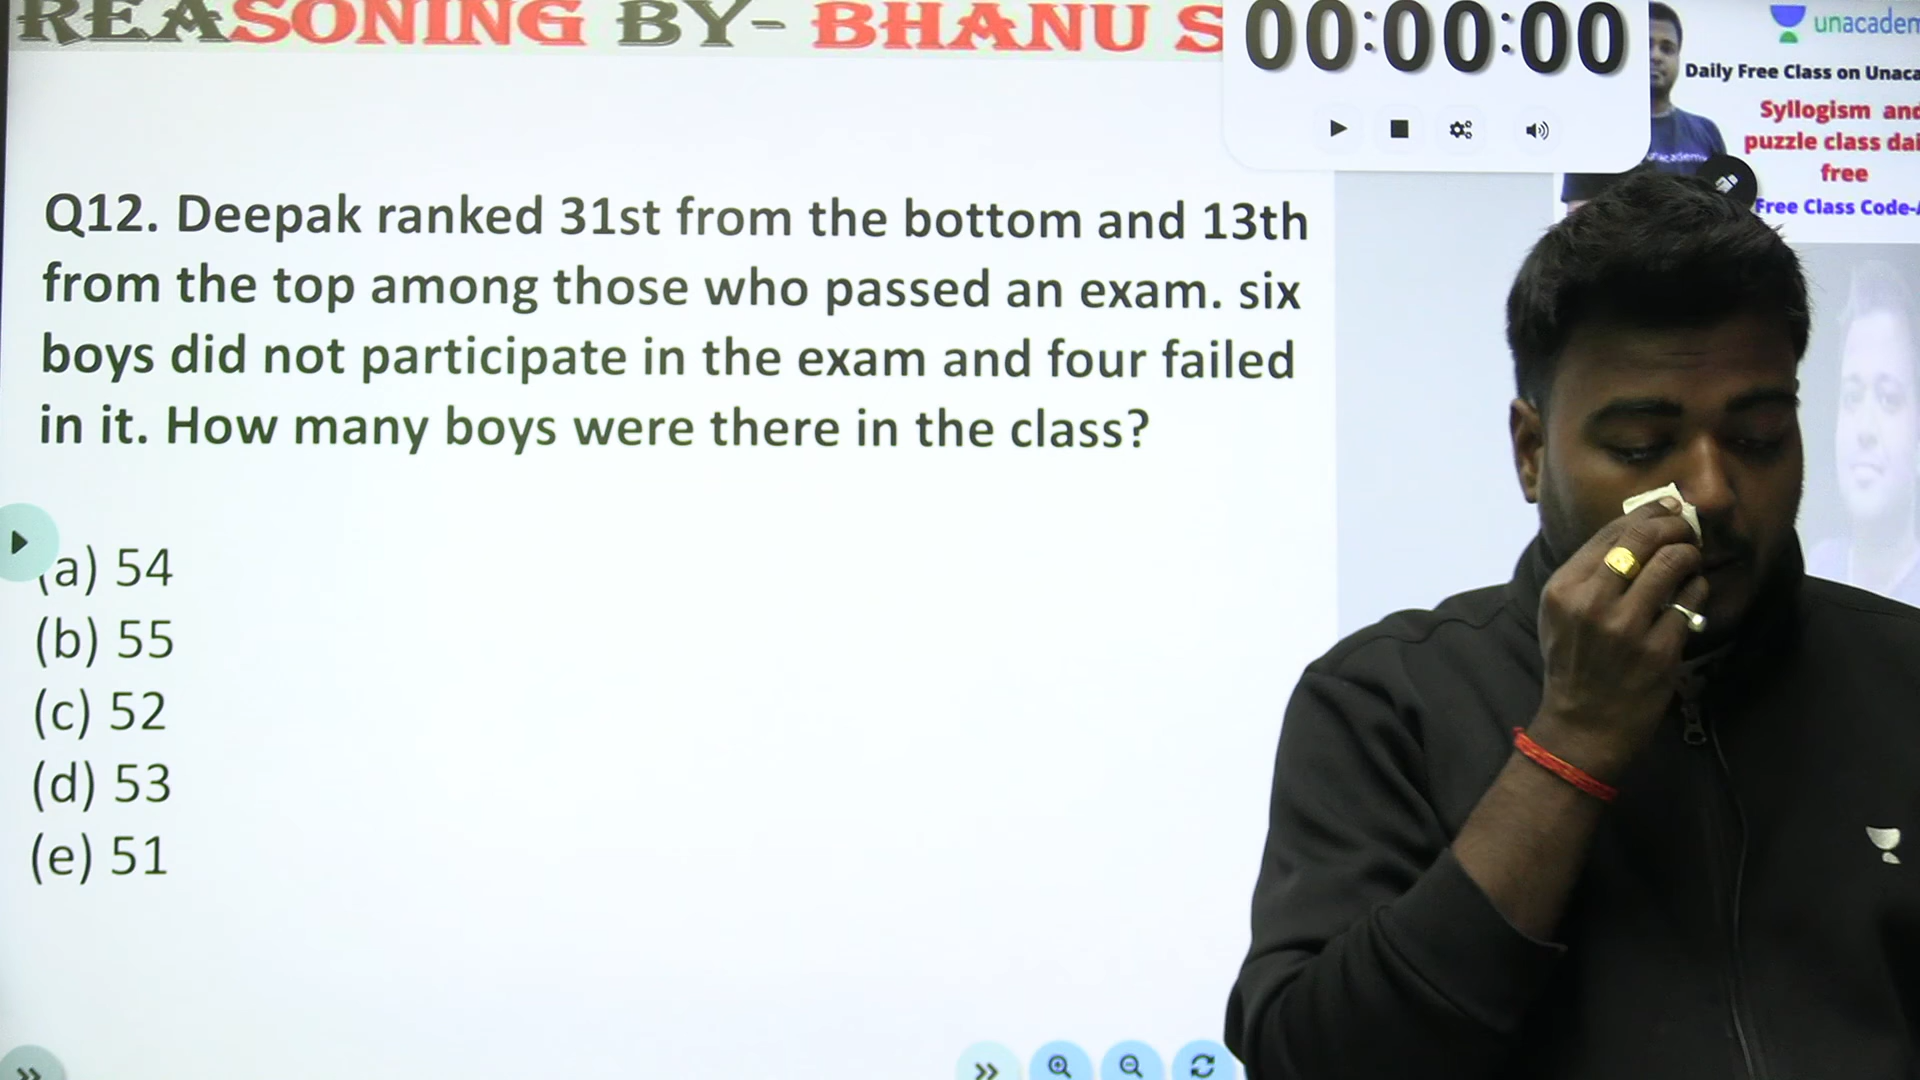 REASONING BY- BHANU S
00:00:00
unacadem
Daily Free Class on Unaca
Syllogism and
puzzle class dai
free
Free Class Code-
Q12. Deepak ranked 31st from the bottom and 13th
from the top among those who passed an exam. six
boys did not participate in the exam and four failed
in it. How many boys were there in the class?
(a) 54
(b) 55
(c) 52
(d) 53
(e) 51